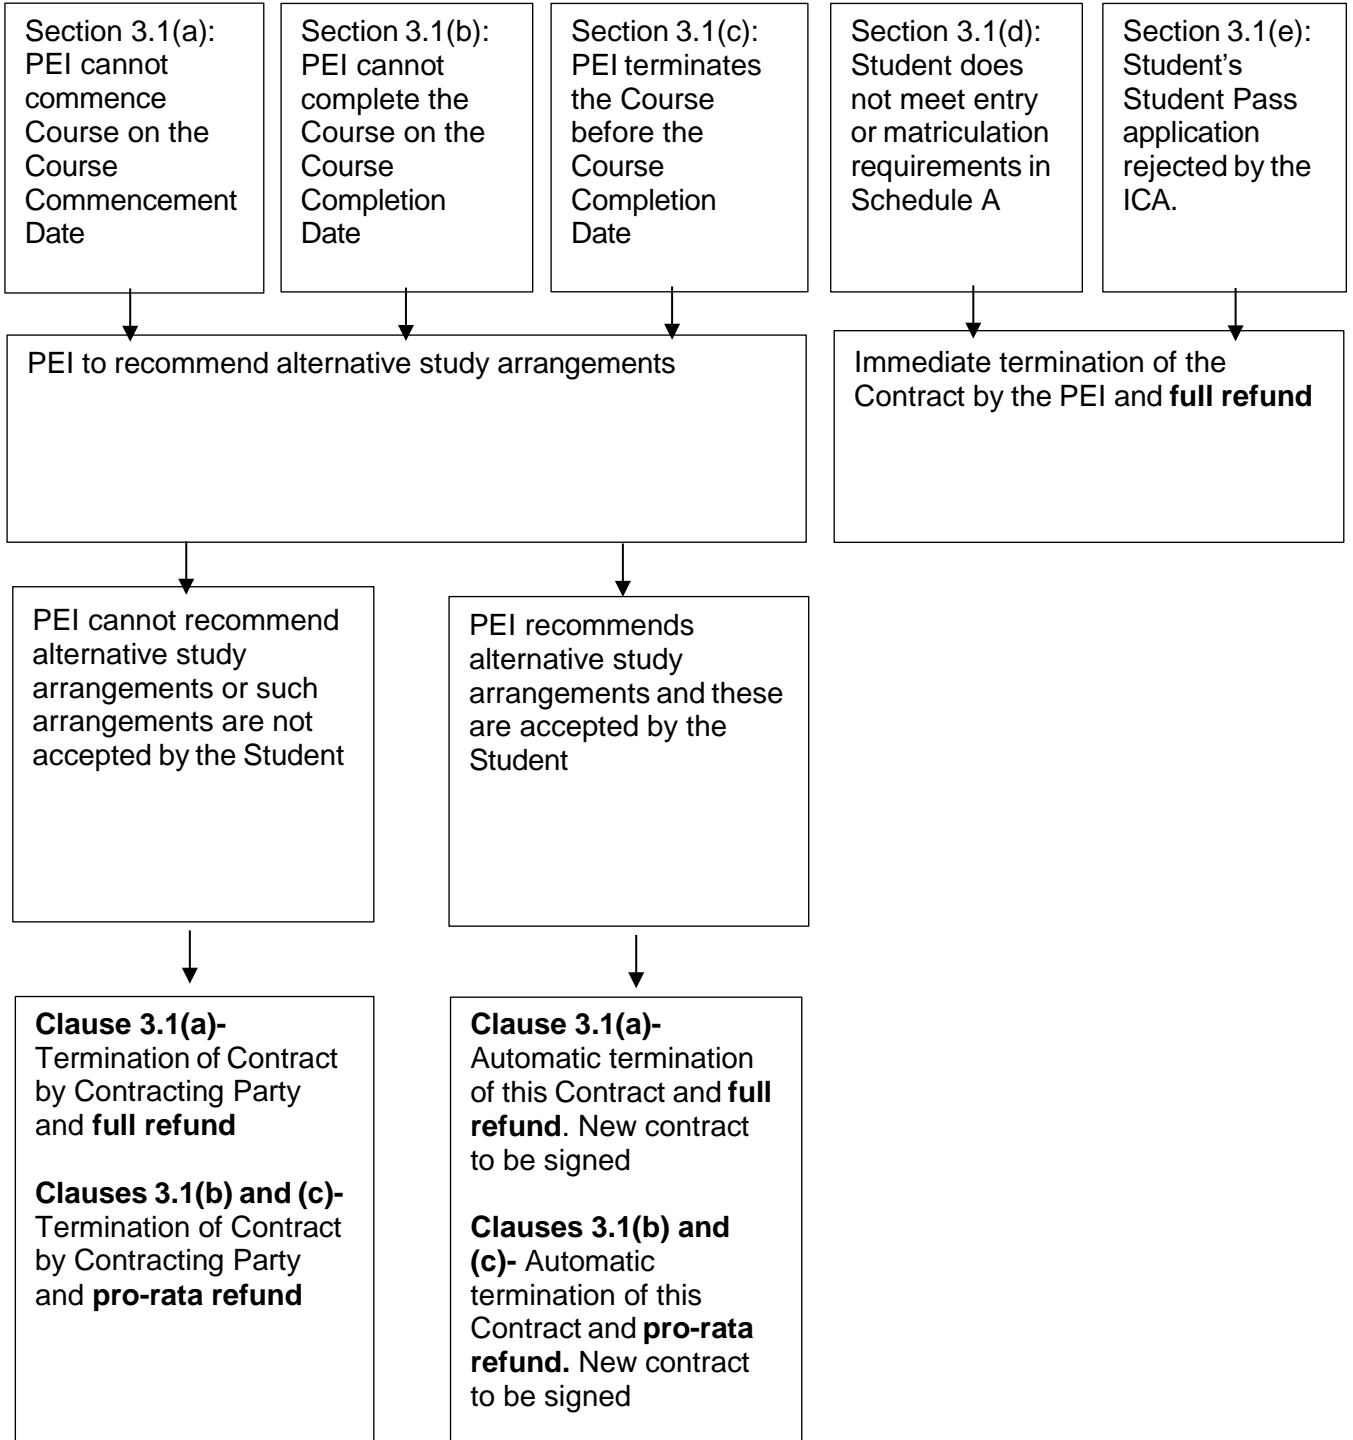 Section 3.1(a):
PEI cannot
commence
Course on the
Course
Commencement
Date
Section 3.1(b):
PEI cannot
complete the
Course on the
Course
Completion
Date
Section 3.1(c):
PEI terminates
the Course
before the
Course
Completion
Date
Section 3.1(d):
Student does
not meet entry
or matriculation
requirements in
Schedule A
Section 3.1(e):
Student’s
Student Pass
application
rejected by the
ICA.
PEI to recommend alternative study arrangements
Immediate termination of the
Contract by the PEI and full refund
PEI cannot recommend
alternative study
arrangements or such
arrangements are not
accepted by the Student
PEI recommends
alternative study
arrangements and these
are accepted by the
Student
Clause 3.1(a)-
Termination of Contract
by Contracting Party
and full refund
Clauses 3.1(b) and (c)-
Termination of Contract
by Contracting Party
and pro-rata refund
Clause 3.1(a)-
Automatic termination
of this Contract and full
refund. New contract
to be signed
Clauses 3.1(b) and
(c)- Automatic
termination of this
Contract and pro-rata
refund. New contract
to be signed